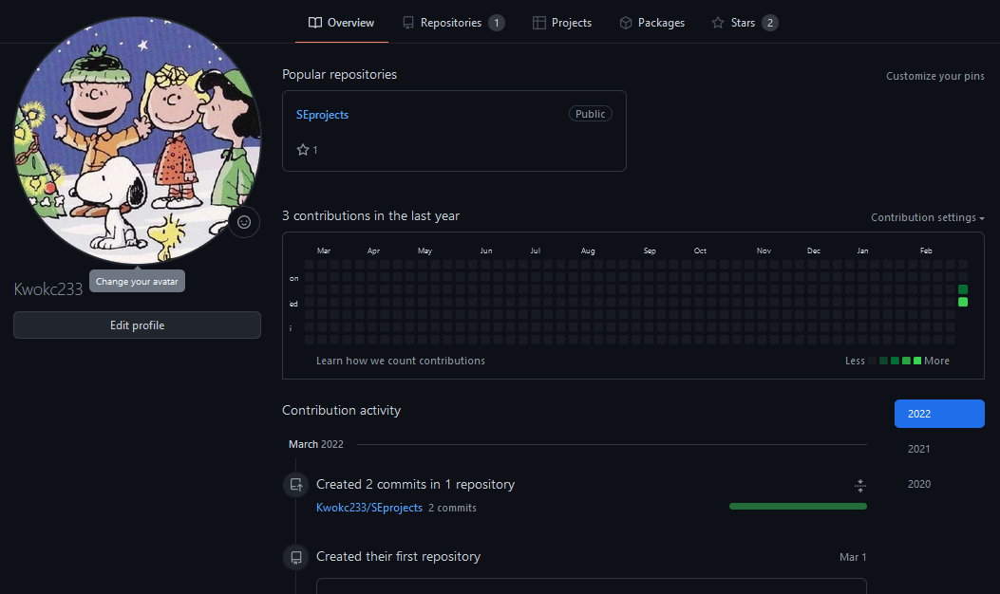 Overview Repositories 1 Projects Packages Stars 2
Popular repositories
Customize your pins
SEprojects Public
1
3 contributions in the last year
Contribution settings
Mar Apr May Jun Jul Aug Sep Oct Nov Dec Jan Feb
on
ed
i
Learn how we count contributions
Less More
Kwokc233
Change your avatar
Edit profile
Contribution activity
2022
2021
2020
March 2022
Created 2 commits in 1 repository
Kwokc233/SEprojects 2 commits
Created their first repository
Mar 1